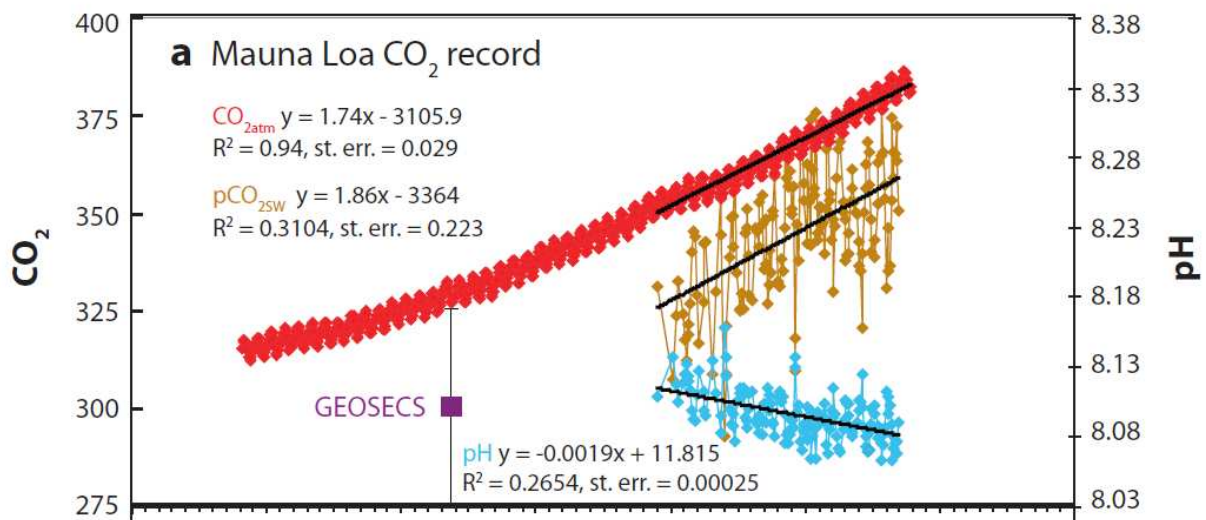 a Mauna Loa CO₂ record
CO₂atm y = 1.74x - 3105.9
R² = 0.94, st. err. = 0.029
pCO₂SW y = 1.86x - 3364
R² = 0.3104, st. err. = 0.223
GEOSECS
pH y = -0.0019x + 11.815
R² = 0.2654, st. err. = 0.00025
CO₂
400
375
350
325
300
275
pH
8.38
8.33
8.28
8.23
8.18
8.13
8.08
8.03